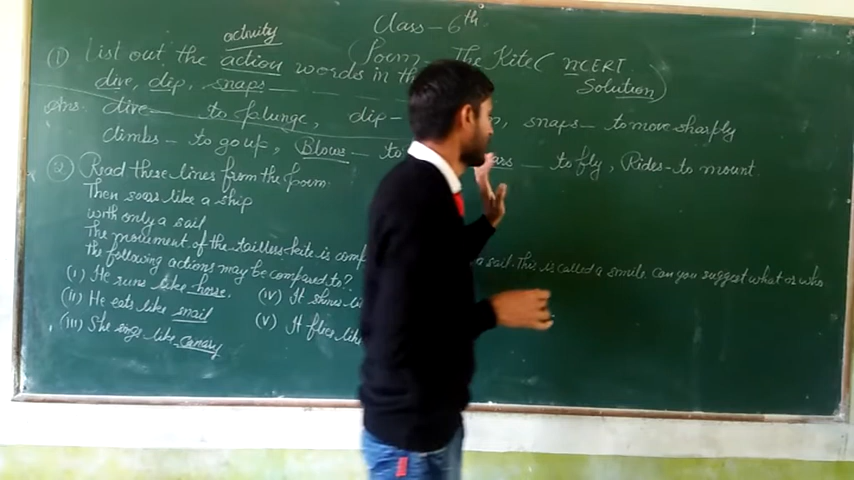 Class - 6th
activity (Poem - The Kite ( NCERT Solution)
① List out the action words in the
dive, dip, snaps
Ans. dive - to plunge, dip - snaps - to move sharply
climbs - to go up, Blows - to ars - to fly, Rides - to mount.
② Read these lines from the poem
Then soars like a ship
with only a sail
The movement of the tailless kite is comp a sail. This is called a simile. Can you suggest what or who
the following actions may be compared to?
(i) He runs like horse. (iv) It shines li
(ii) He eats like snail (v) It flies lik
(iii) She sings like canary